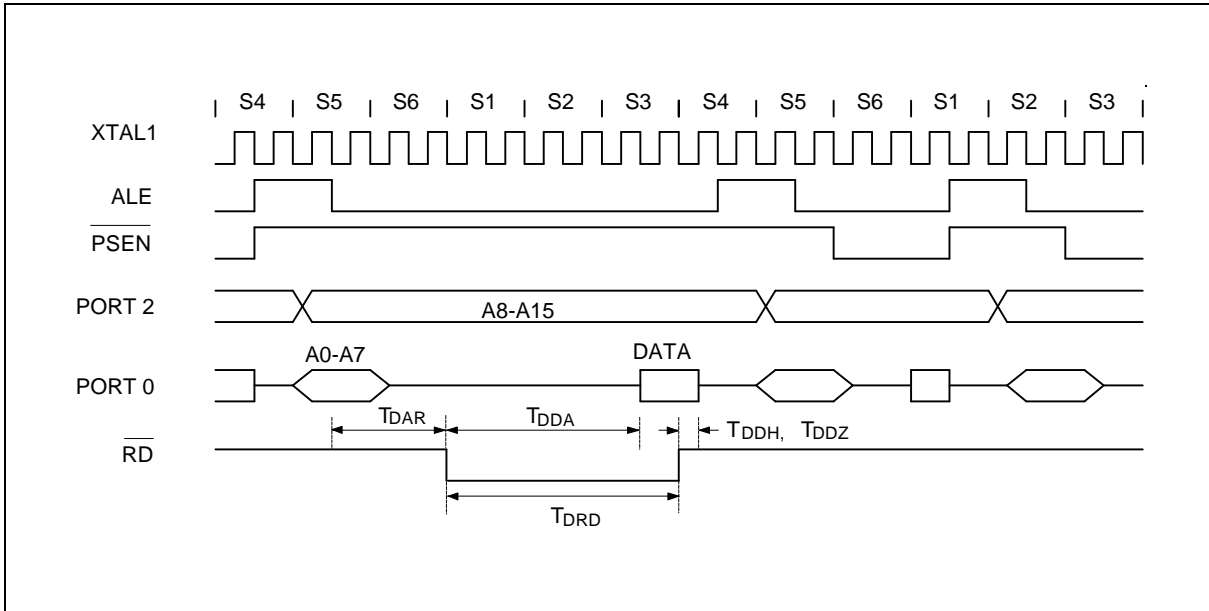 S4 S5 S6 S1 S2 S3 S4 S5 S6 S1 S2 S3
XTAL1
ALE
PSEN
PORT 2
A8-A15
A0-A7
DATA
PORT 0
TDAR
TDDA
TDDH, TDDZ
RD
TDRD